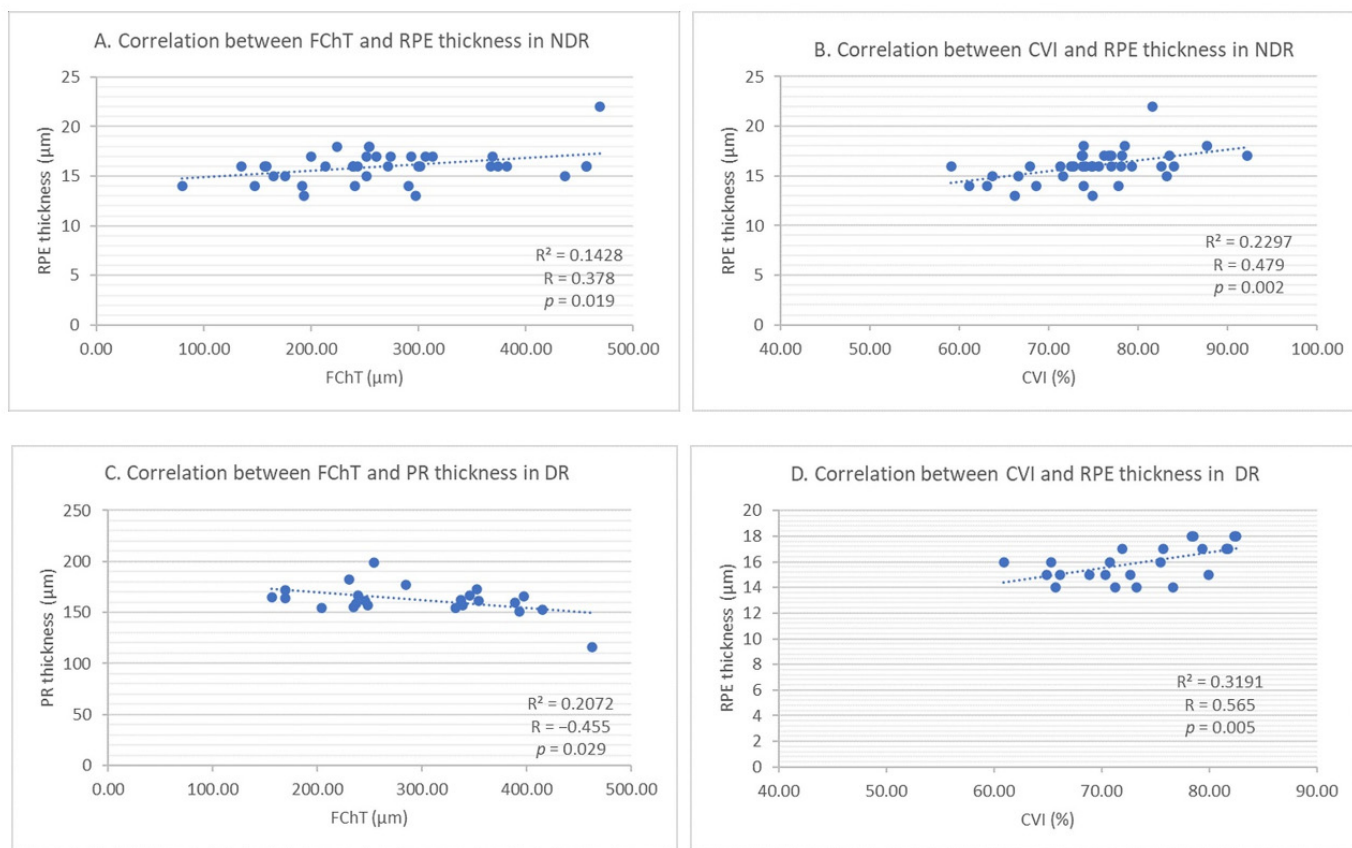 A. Correlation between FChT and RPE thickness in NDR
RPE thickness (µm)
25
20
15
10
5
0
R² = 0.1428
R = 0.378
p = 0.019
0.00 100.00 200.00 300.00 400.00 500.00
FChT (µm)
B. Correlation between CVI and RPE thickness in NDR
RPE thickness (µm)
25
20
15
10
5
0
R² = 0.2297
R = 0.479
p = 0.002
40.00 50.00 60.00 70.00 80.00 90.00 100.00
CVI (%)
C. Correlation between FChT and PR thickness in DR
PR thickness (µm)
250
200
150
100
50
0
R² = 0.2072
R = −0.455
p = 0.029
0.00 100.00 200.00 300.00 400.00 500.00
FChT (µm)
D. Correlation between CVI and RPE thickness in DR
RPE thickness (µm)
20
18
16
14
12
10
8
6
4
2
0
R² = 0.3191
R = 0.565
p = 0.005
40.00 50.00 60.00 70.00 80.00 90.00
CVI (%)